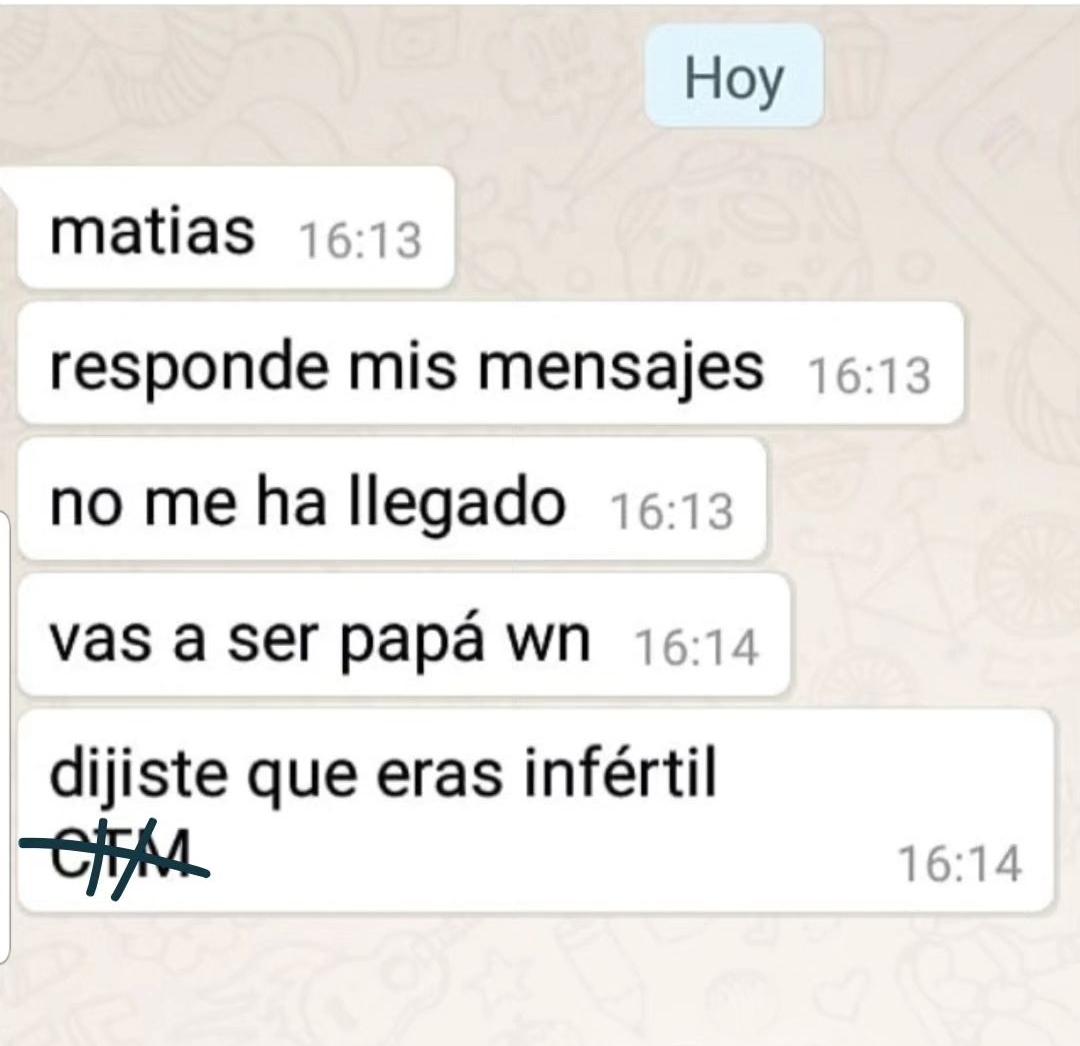 Hoy
matias 16:13
responde mis mensajes 16:13
no me ha llegado 16:13
vas a ser papá wn 16:14
dijiste que eras infértil
CTM 16:14